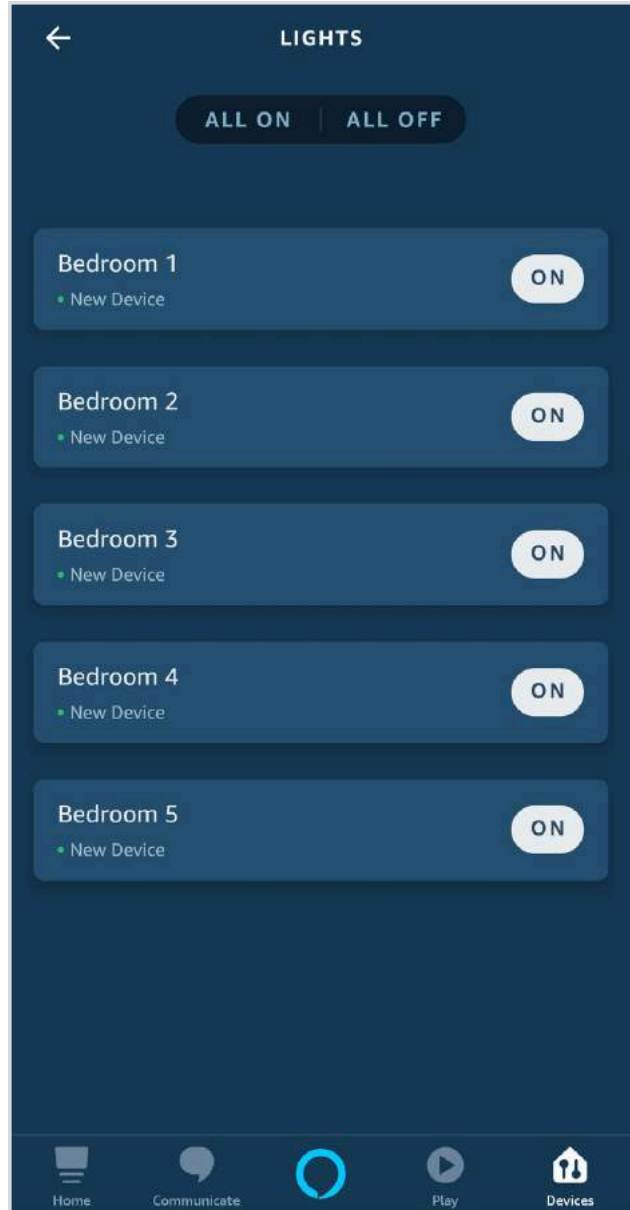 LIGHTS
ALL ON ALL OFF
Bedroom 1
ON
• New Device
Bedroom 2
ON
• New Device
Bedroom 3
ON
• New Device
Bedroom 4
ON
• New Device
Bedroom 5
ON
• New Device
Home Communicate Play Devices